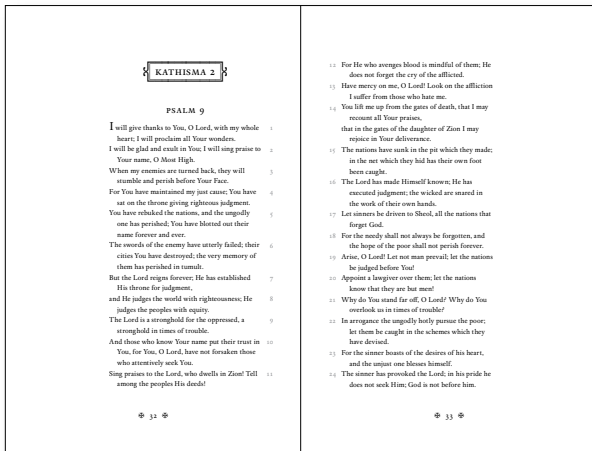 KATHISMA 2
PSALM 9
I will give thanks to You, O Lord, with my whole 1
heart; I will proclaim all Your wonders.
I will be glad and exult in You; I will sing praise to 2
Your name, O Most High.
When my enemies are turned back, they will 3
stumble and perish before Your Face.
For You have maintained my just cause; You have 4
sat on the throne giving righteous judgment.
You have rebuked the nations, and the ungodly 5
one has perished; You have blotted out their
name forever and ever.
The swords of the enemy have utterly failed; their 6
cities You have destroyed; the very memory of
them has perished in tumult.
But the Lord reigns forever; He has established 7
His throne for judgment,
and He judges the world with righteousness; He 8
judges the peoples with equity.
The Lord is a stronghold for the oppressed, a 9
stronghold in times of trouble.
And those who know Your name put their trust in 10
You, for You, O Lord, have not forsaken those
who attentively seek You.
Sing praises to the Lord, who dwells in Zion! Tell 11
among the peoples His deeds!
✠ 32 ✠
12 For He who avenges blood is mindful of them; He
does not forget the cry of the afflicted.
13 Have mercy on me, O Lord! Look on the affliction
I suffer from those who hate me.
14 You lift me up from the gates of death, that I may
recount all Your praises,
that in the gates of the daughter of Zion I may
rejoice in Your deliverance.
15 The nations have sunk in the pit which they made;
in the net which they hid has their own foot
been caught.
16 The Lord has made Himself known; He has
executed judgment; the wicked are snared in
the work of their own hands.
17 Let sinners be driven to Sheol, all the nations that
forget God.
18 For the needy shall not always be forgotten, and
the hope of the poor shall not perish forever.
19 Arise, O Lord! Let not man prevail; let the nations
be judged before You!
20 Appoint a lawgiver over them; let the nations
know that they are but men!
21 Why do You stand far off, O Lord? Why do You
overlook us in times of trouble?
22 In arrogance the ungodly hotly pursue the poor;
let them be caught in the schemes which they
have devised.
23 For the sinner boasts of the desires of his heart,
and the unjust one blesses himself.
24 The sinner has provoked the Lord; in his pride he
does not seek Him; God is not before him.
✠ 33 ✠